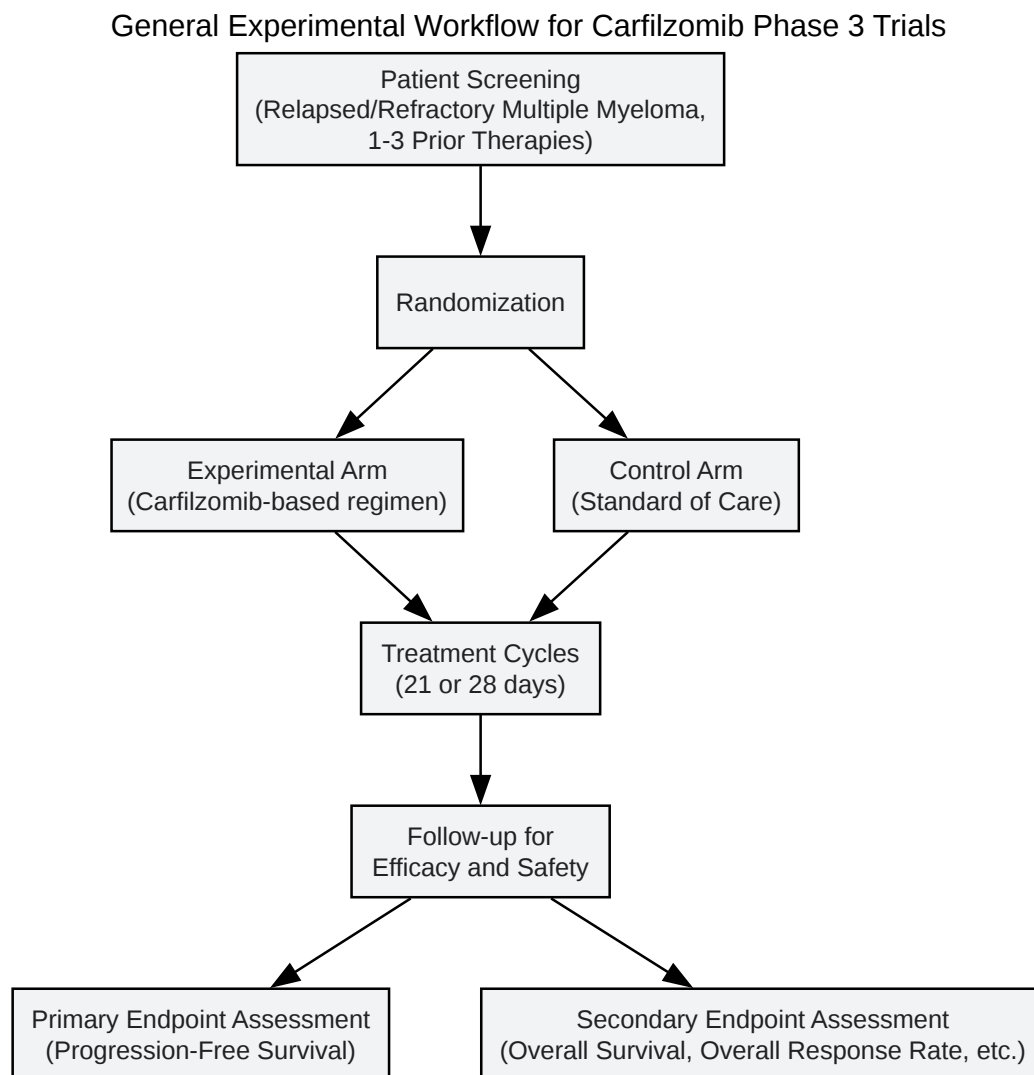 General Experimental Workflow for Carfilzomib Phase 3 Trials
Patient Screening
(Relapsed/Refractory Multiple Myeloma,
1-3 Prior Therapies)
Randomization
Experimental Arm
(Carfilzomib-based regimen)
Control Arm
(Standard of Care)
Treatment Cycles
(21 or 28 days)
Follow-up for
Efficacy and Safety
Primary Endpoint Assessment
(Progression-Free Survival)
Secondary Endpoint Assessment
(Overall Survival, Overall Response Rate, etc.)